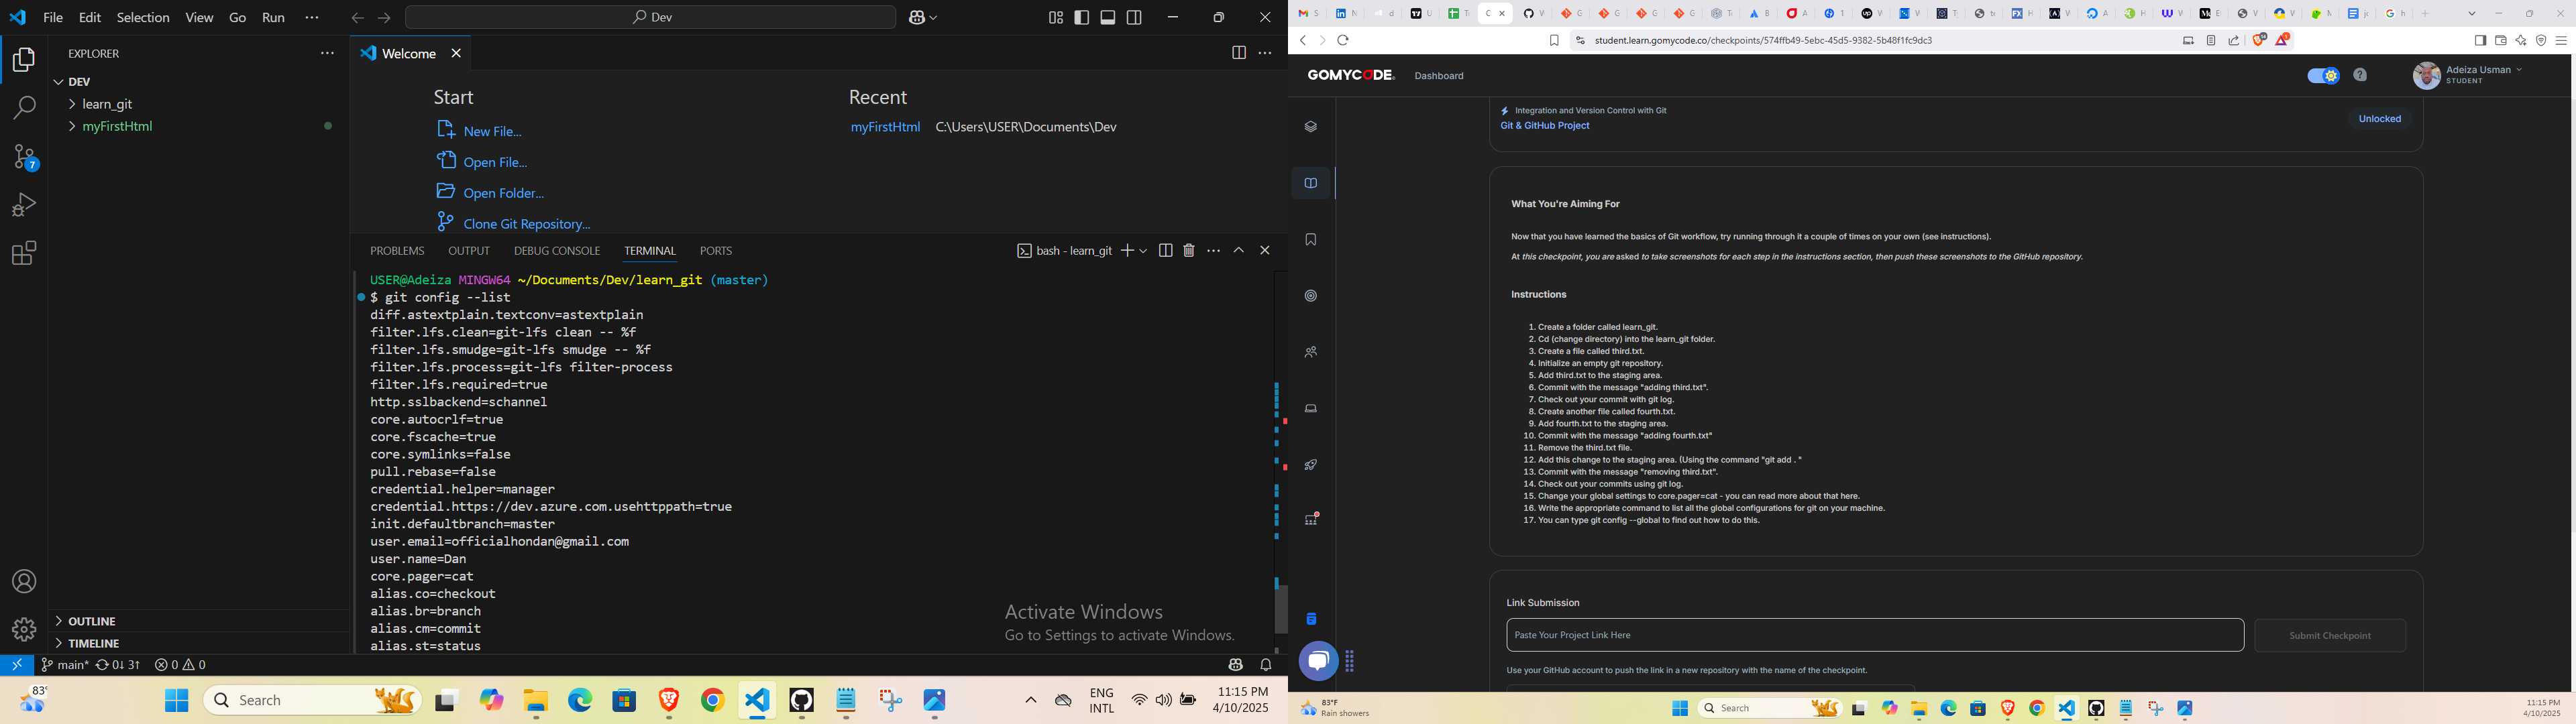 File Edit Selection View Go Run ...
Dev
EXPLORER
DEV
learn_git
myFirstHtml
7
OUTLINE
TIMELINE
Welcome
Start
New File...
Open File...
Open Folder...
Clone Git Repository...
Recent
myFirstHtml C:\Users\USER\Documents\Dev
PROBLEMS OUTPUT DEBUG CONSOLE TERMINAL PORTS
bash - learn_git
USER@Adeiza MINGW64 ~/Documents/Dev/learn_git (master)
$ git config --list
diff.astextplain.textconv=astextplain
filter.lfs.clean=git-lfs clean -- %f
filter.lfs.smudge=git-lfs smudge -- %f
filter.lfs.process=git-lfs filter-process
filter.lfs.required=true
http.sslbackend=schannel
core.autocrlf=true
core.fscache=true
core.symlinks=false
pull.rebase=false
credential.helper=manager
credential.https://dev.azure.com.usehttppath=true
init.defaultbranch=master
user.email=officialhondan@gmail.com
user.name=Dan
core.pager=cat
alias.co=checkout
alias.br=branch
alias.cm=commit
alias.st=status
Activate Windows
Go to Settings to activate Windows.
main* 0↓ 3↑ 0 0
83°
Search
ENG
INTL
11:15 PM
4/10/2025
student.learn.gomycode.co/checkpoints/574ffb49-5ebc-45d5-9382-5b48f1fc9dc3
GOMYCODE
Dashboard
Adeiza Usman
STUDENT
Integration and Version Control with Git
Git & GitHub Project
Unlocked
What You're Aiming For
Now that you have learned the basics of Git workflow, try running through it a couple of times on your own (see instructions).
At this checkpoint, you are asked to take screenshots for each step in the instructions section, then push these screenshots to the GitHub repository.
Instructions
1. Create a folder called learn_git.
2. Cd (change directory) into the learn_git folder.
3. Create a file called third.txt.
4. Initialize an empty git repository.
5. Add third.txt to the staging area.
6. Commit with the message "adding third.txt".
7. Check out your commit with git log.
8. Create another file called fourth.txt.
9. Add fourth.txt to the staging area.
10. Commit with the message "adding fourth.txt"
11. Remove the third.txt file.
12. Add this change to the staging area. (Using the command "git add . "
13. Commit with the message "removing third.txt".
14. Check out your commits using git log.
15. Change your global settings to core.pager=cat - you can read more about that here.
16. Write the appropriate command to list all the global configurations for git on your machine.
17. You can type git config --global to find out how to do this.
Link Submission
Paste Your Project Link Here
Submit Checkpoint
Use your GitHub account to push the link in a new repository with the name of the checkpoint.
83°F
Rain showers
Search
11:15 PM
4/10/2025